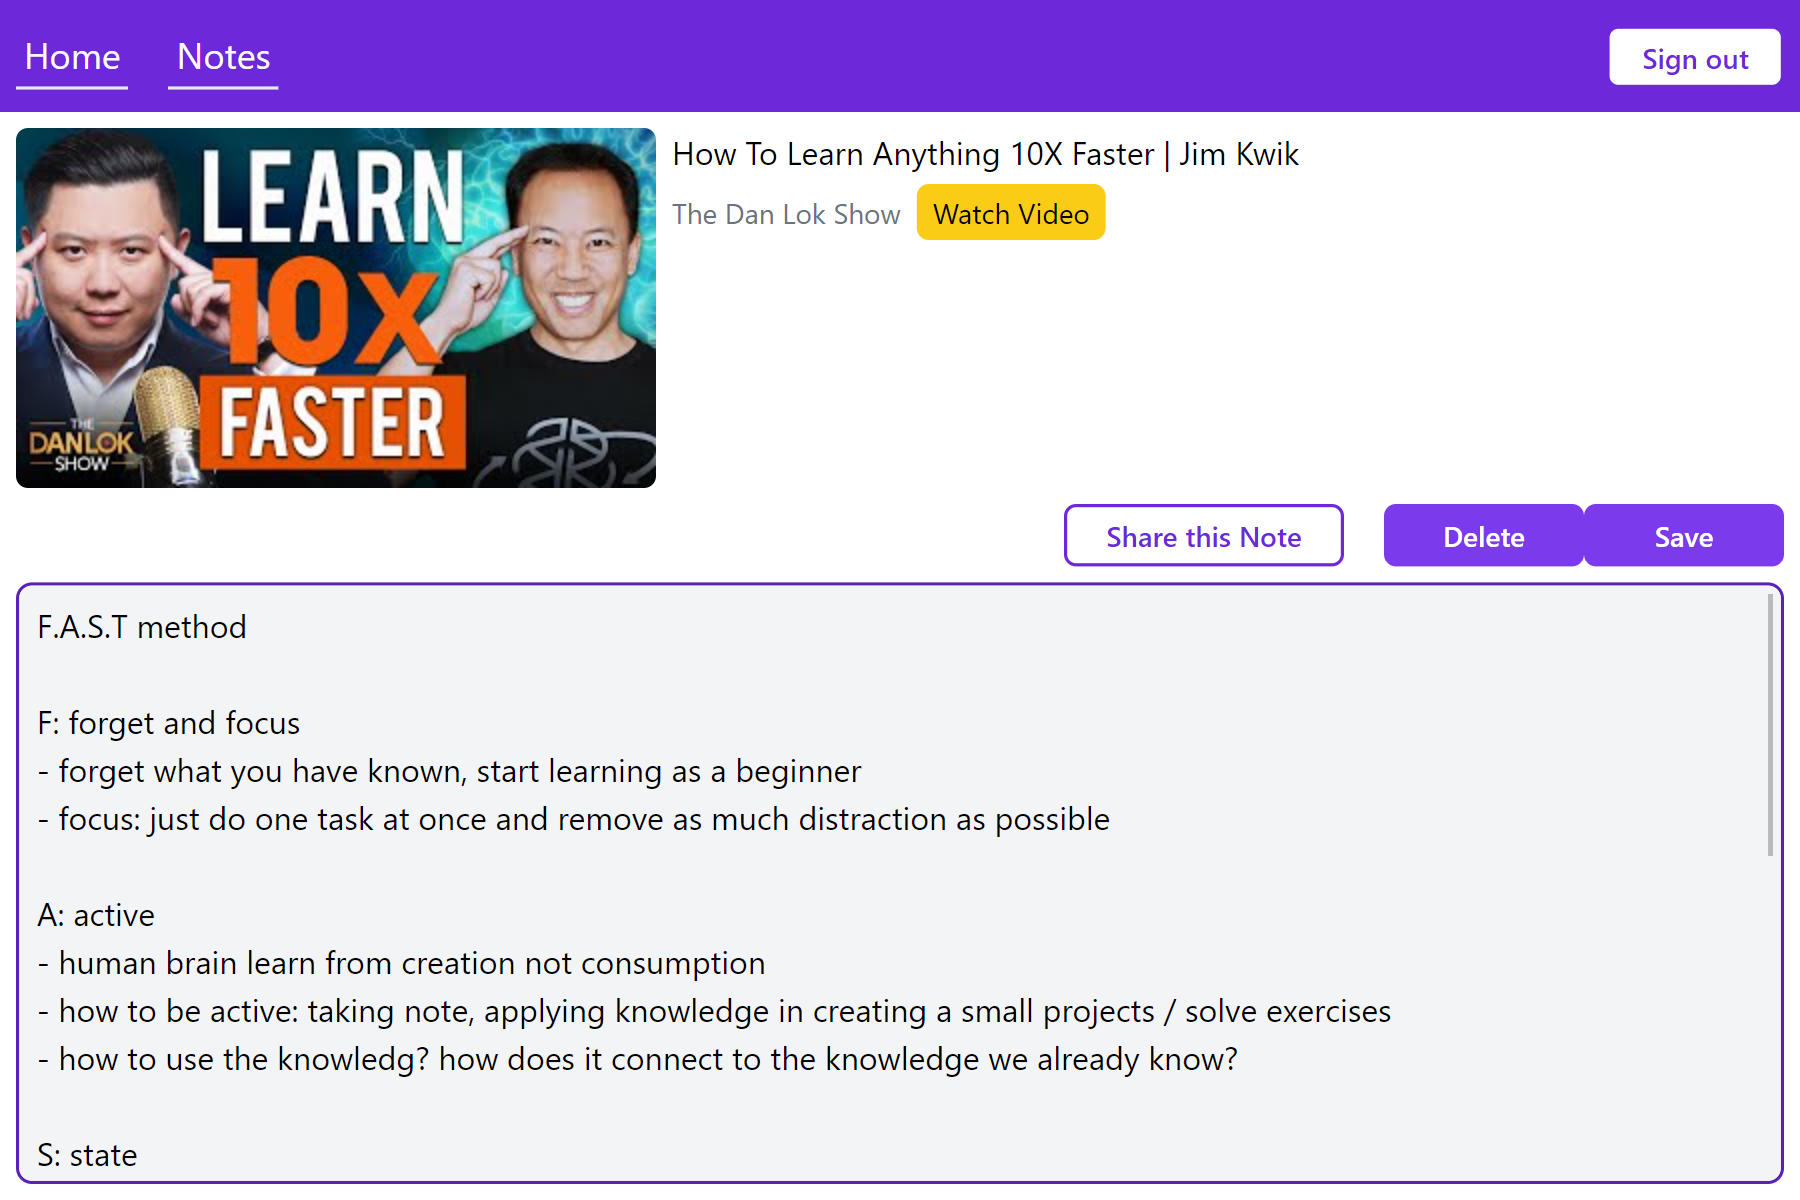 Home Notes Sign out
LEARN
10x
FASTER
THE
DAN LOK
SHOW
How To Learn Anything 10X Faster | Jim Kwik
The Dan Lok Show Watch Video
Share this Note Delete Save
F.A.S.T method
F: forget and focus
- forget what you have known, start learning as a beginner
- focus: just do one task at once and remove as much distraction as possible
A: active
- human brain learn from creation not consumption
- how to be active: taking note, applying knowledge in creating a small projects / solve exercises
- how to use the knowledg? how does it connect to the knowledge we already know?
S: state